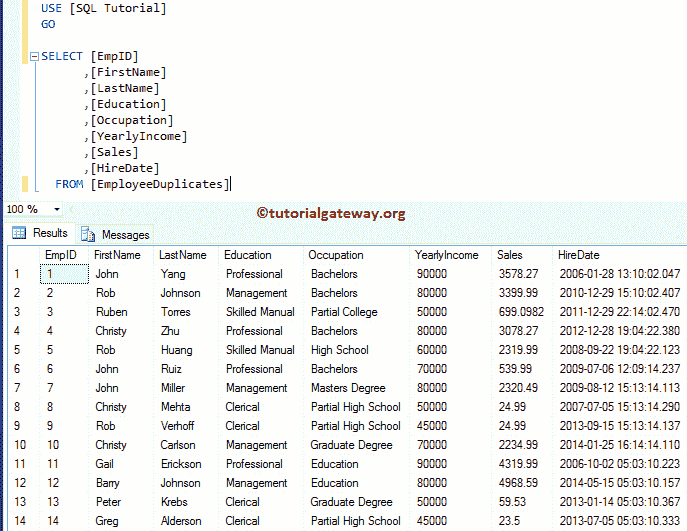 USE [SQL Tutorial]
GO
SELECT [EmpID]
,[FirstName]
,[LastName]
,[Education]
,[Occupation]
,[YearlyIncome]
,[Sales]
,[HireDate]
FROM [EmployeeDuplicates]
©tutorialgateway.org
100 %
Results Messages
EmpID FirstName LastName Education Occupation YearlyIncome Sales HireDate
1 1 John Yang Professional Bachelors 90000 3578.27 2006-01-28 13:10:02.047
2 2 Rob Johnson Management Bachelors 80000 3399.99 2010-12-29 15:10:02.407
3 3 Ruben Torres Skilled Manual Partial College 50000 699.0982 2011-12-29 22:14:02.470
4 4 Christy Zhu Professional Bachelors 80000 3078.27 2012-12-28 19:04:22.380
5 5 Rob Huang Skilled Manual High School 60000 2319.99 2008-09-22 19:04:22.123
6 6 John Ruiz Professional Bachelors 70000 539.99 2009-07-06 12:09:14.237
7 7 John Miller Management Masters Degree 80000 2320.49 2009-08-12 15:13:14.113
8 8 Christy Mehta Clerical Partial High School 50000 24.99 2007-07-05 15:13:14.290
9 9 Rob Verhoff Clerical Partial High School 45000 24.99 2013-09-15 15:13:14.137
10 10 Christy Carlson Management Graduate Degree 70000 2234.99 2014-01-25 16:14:14.110
11 11 Gail Erickson Professional Education 90000 4319.99 2006-10-02 05:03:10.223
12 12 Barry Johnson Management Education 80000 4968.59 2014-05-15 05:03:10.157
13 13 Peter Krebs Clerical Graduate Degree 50000 59.53 2013-01-14 05:03:10.367
14 14 Greg Alderson Clerical Partial High School 45000 23.5 2013-07-05 05:03:10.333